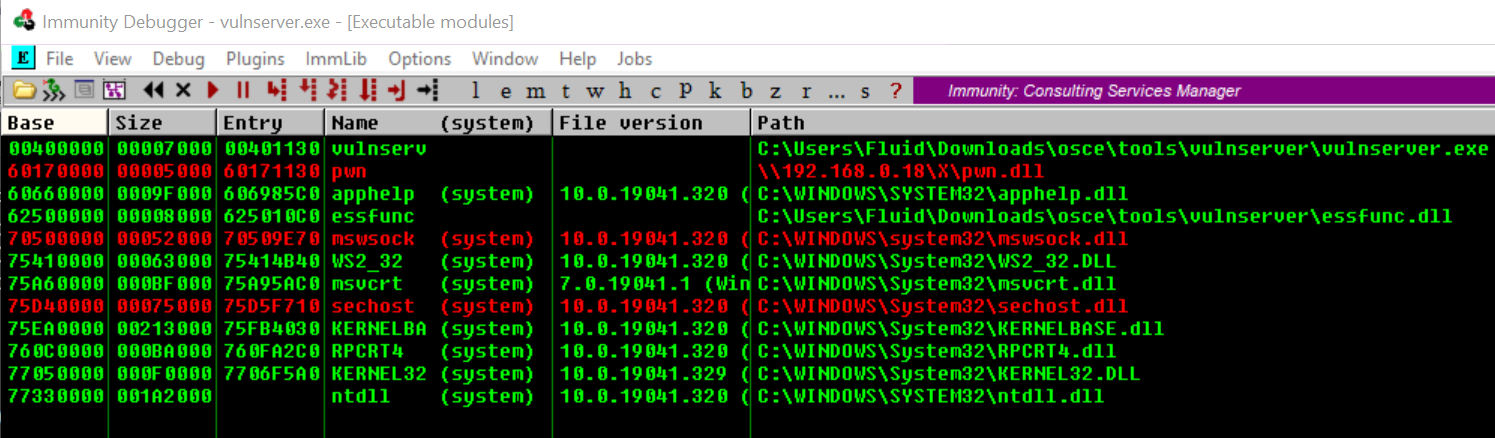 Immunity Debugger - vulnserver.exe - [Executable modules]
E File View Debug Plugins ImmLib Options Window Help Jobs
l e m t w h c P k b z r ... s ? Immunity: Consulting Services Manager
Base Size Entry Name (system) File version Path
00400000 00007000 00401130 vulnserv C:\Users\Fluid\Downloads\osce\tools\vulnserver\vulnserver.exe
60170000 00005000 60171130 pwn \\192.168.0.18\X\pwn.dll
60660000 0009F000 606985C0 apphelp (system) 10.0.19041.320 ( C:\WINDOWS\SYSTEM32\apphelp.dll
62500000 00008000 625010C0 essfunc C:\Users\Fluid\Downloads\osce\tools\vulnserver\essfunc.dll
70500000 00052000 70509E70 mswsock (system) 10.0.19041.320 ( C:\WINDOWS\system32\mswsock.dll
75410000 00063000 75414B40 WS2_32 (system) 10.0.19041.320 ( C:\WINDOWS\System32\WS2_32.DLL
75A60000 000BF000 75A95AC0 msvcrt (system) 7.0.19041.1 (Win C:\WINDOWS\System32\msvcrt.dll
75D40000 00075000 75D5F710 sechost (system) 10.0.19041.320 ( C:\WINDOWS\System32\sechost.dll
75EA0000 00213000 75FB4030 KERNELBA (system) 10.0.19041.320 ( C:\WINDOWS\System32\KERNELBASE.dll
760C0000 000BA000 760FA2C0 RPCRT4 (system) 10.0.19041.320 ( C:\WINDOWS\System32\RPCRT4.dll
77050000 000F0000 7706F5A0 KERNEL32 (system) 10.0.19041.329 ( C:\WINDOWS\System32\KERNEL32.DLL
77330000 001A2000 ntdll (system) 10.0.19041.320 ( C:\WINDOWS\SYSTEM32\ntdll.dll